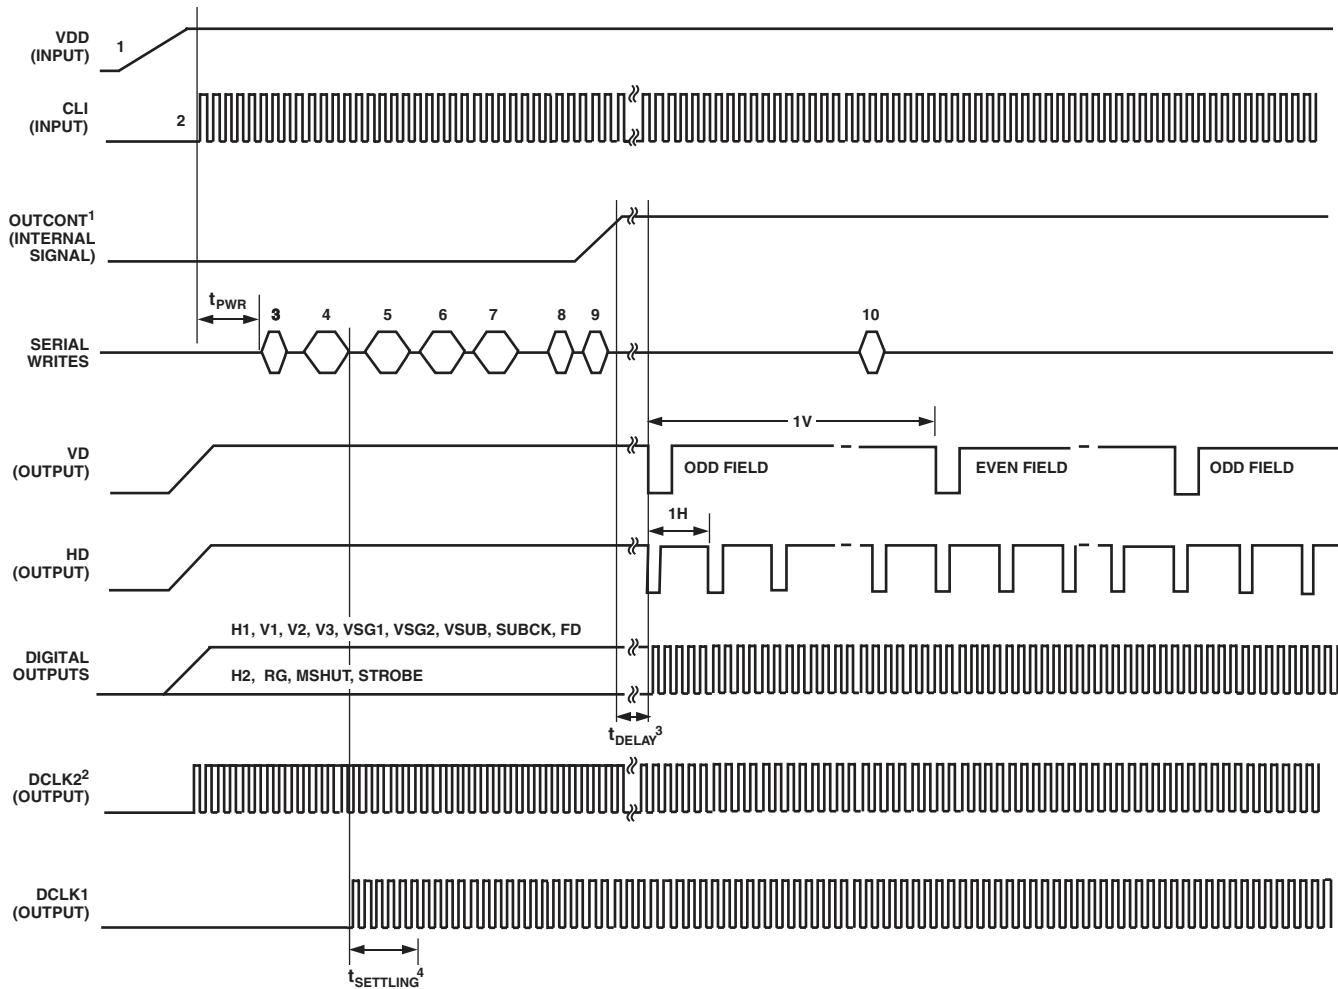 VDD
(INPUT)
1
CLI
(INPUT)
2
OUTCONT1
(INTERNAL
SIGNAL)
tPWR
3 4 5 6 7 8 9 10
SERIAL
WRITES
1V
VD
(OUTPUT)
ODD FIELD EVEN FIELD ODD FIELD
1H
HD
(OUTPUT)
H1, V1, V2, V3, VSG1, VSG2, VSUB, SUBCK, FD
DIGITAL
OUTPUTS
H2, RG, MSHUT, STROBE
tDELAY3
DCLK22
(OUTPUT)
DCLK1
(OUTPUT)
tSETTLING4